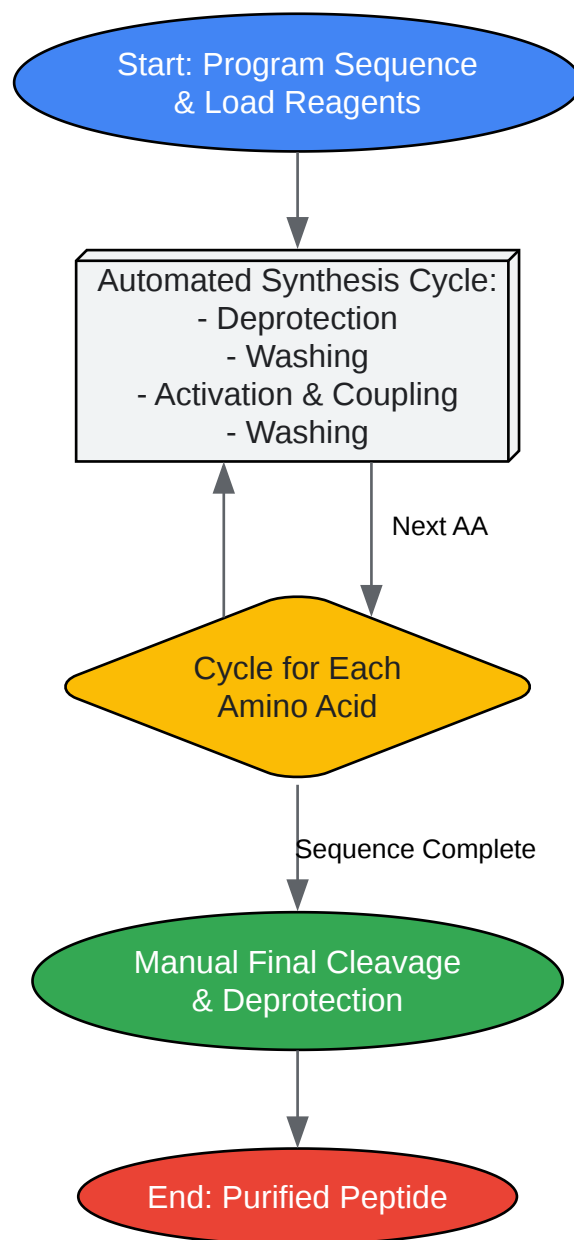 Start: Program Sequence
& Load Reagents
Automated Synthesis Cycle:
- Deprotection
- Washing
- Activation & Coupling
- Washing
Next AA
Cycle for Each
Amino Acid
Sequence Complete
Manual Final Cleavage
& Deprotection
End: Purified Peptide